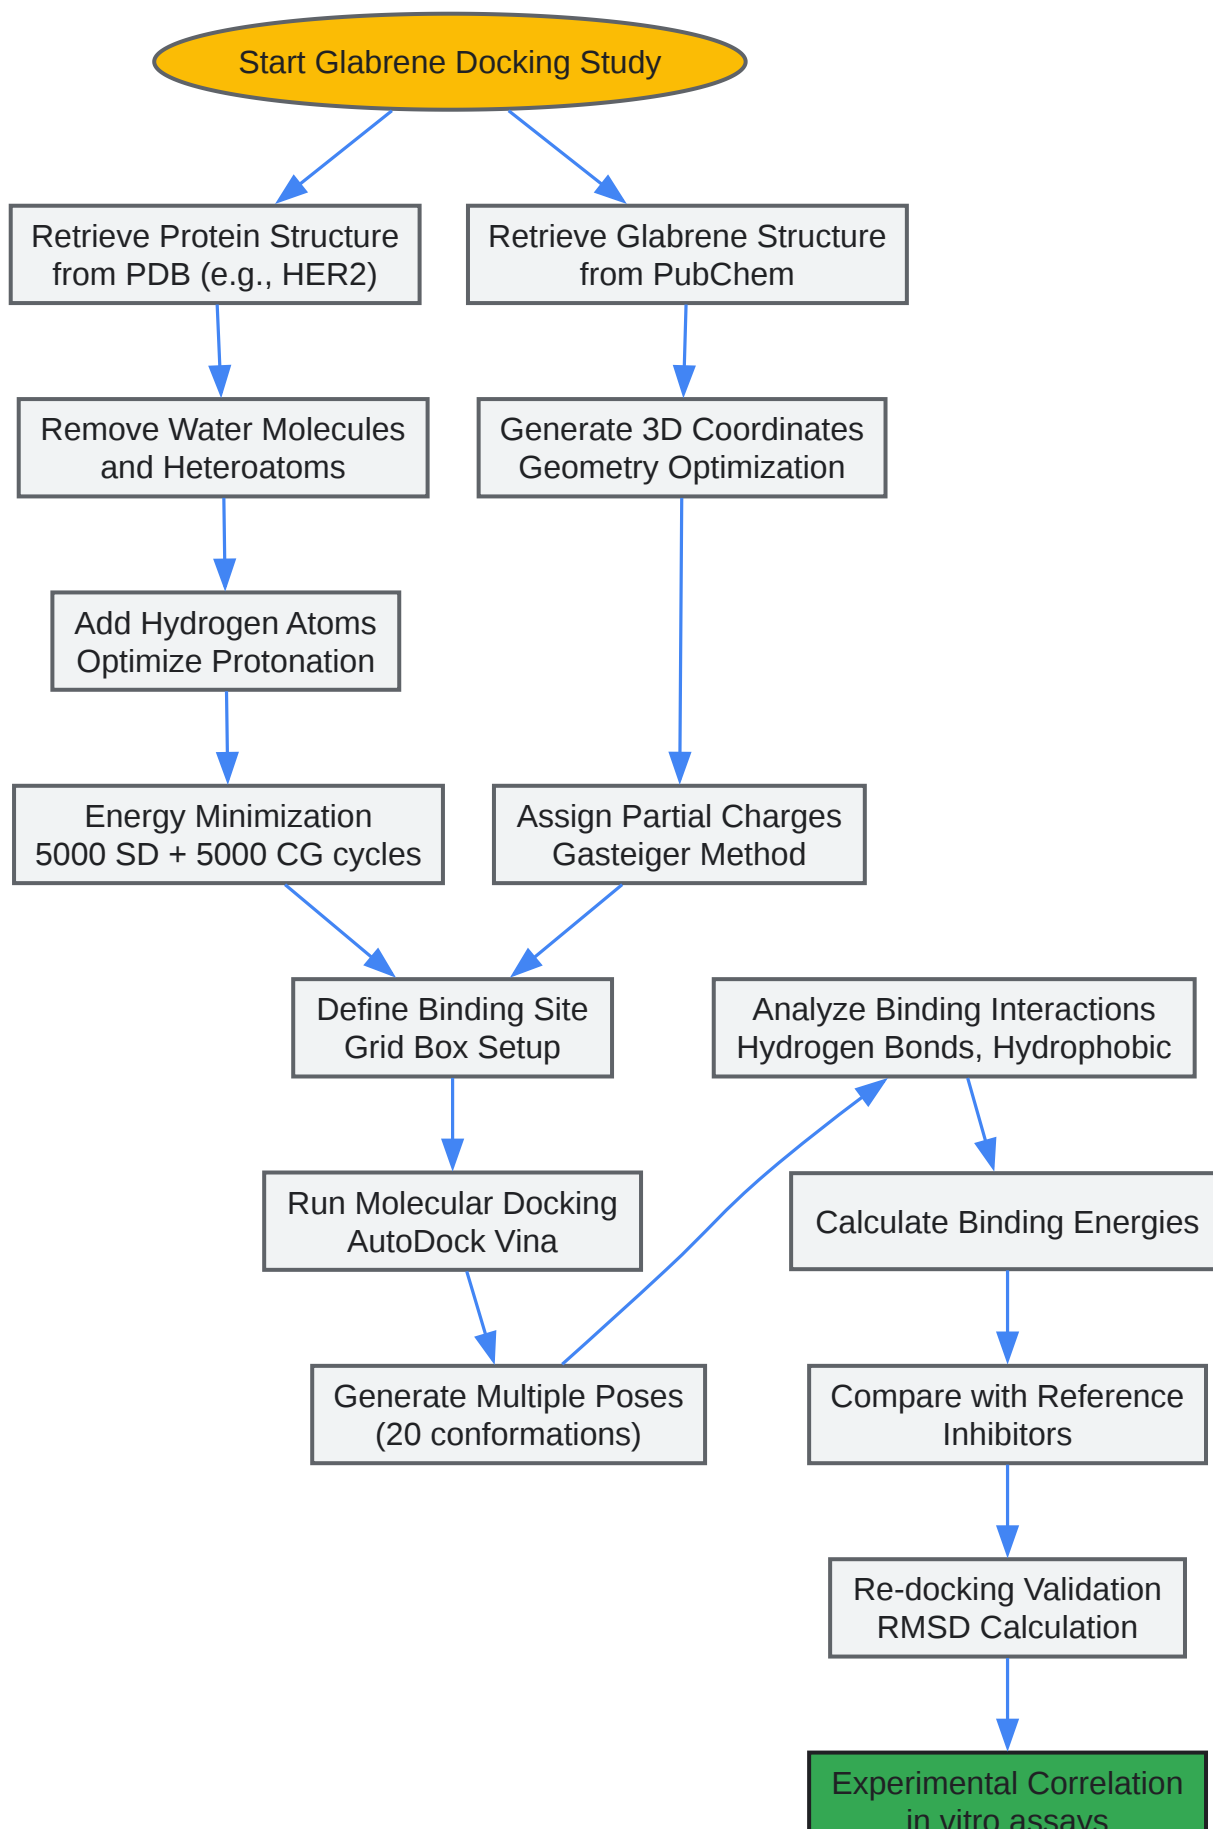 Start Glabrene Docking Study
Retrieve Protein Structure
from PDB (e.g., HER2)
Retrieve Glabrene Structure
from PubChem
Remove Water Molecules
and Heteroatoms
Generate 3D Coordinates
Geometry Optimization
Add Hydrogen Atoms
Optimize Protonation
Energy Minimization
5000 SD + 5000 CG cycles
Assign Partial Charges
Gasteiger Method
Define Binding Site
Grid Box Setup
Analyze Binding Interactions
Hydrogen Bonds, Hydrophobic
Run Molecular Docking
AutoDock Vina
Calculate Binding Energies
Generate Multiple Poses
(20 conformations)
Compare with Reference
Inhibitors
Re-docking Validation
RMSD Calculation
Experimental Correlation
in vitro assays